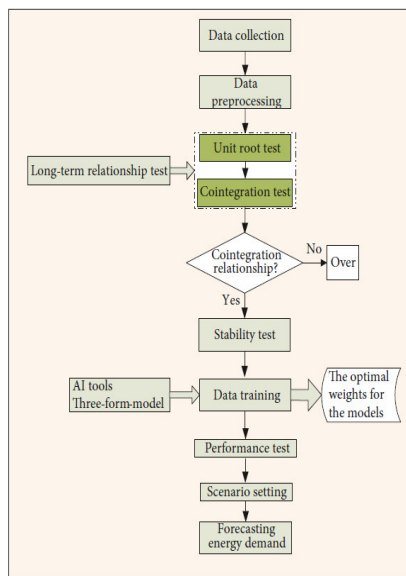 Data collection
Data
preprocessing
Unit root test
Long-term relationship test
Cointegration test
Cointegration
relationship?
No
Over
Yes
Stability test
AI tools
Three-form-model
Data training
The optimal
weights for
the models
Performance test
Scenario setting
Forecasting
energy demand